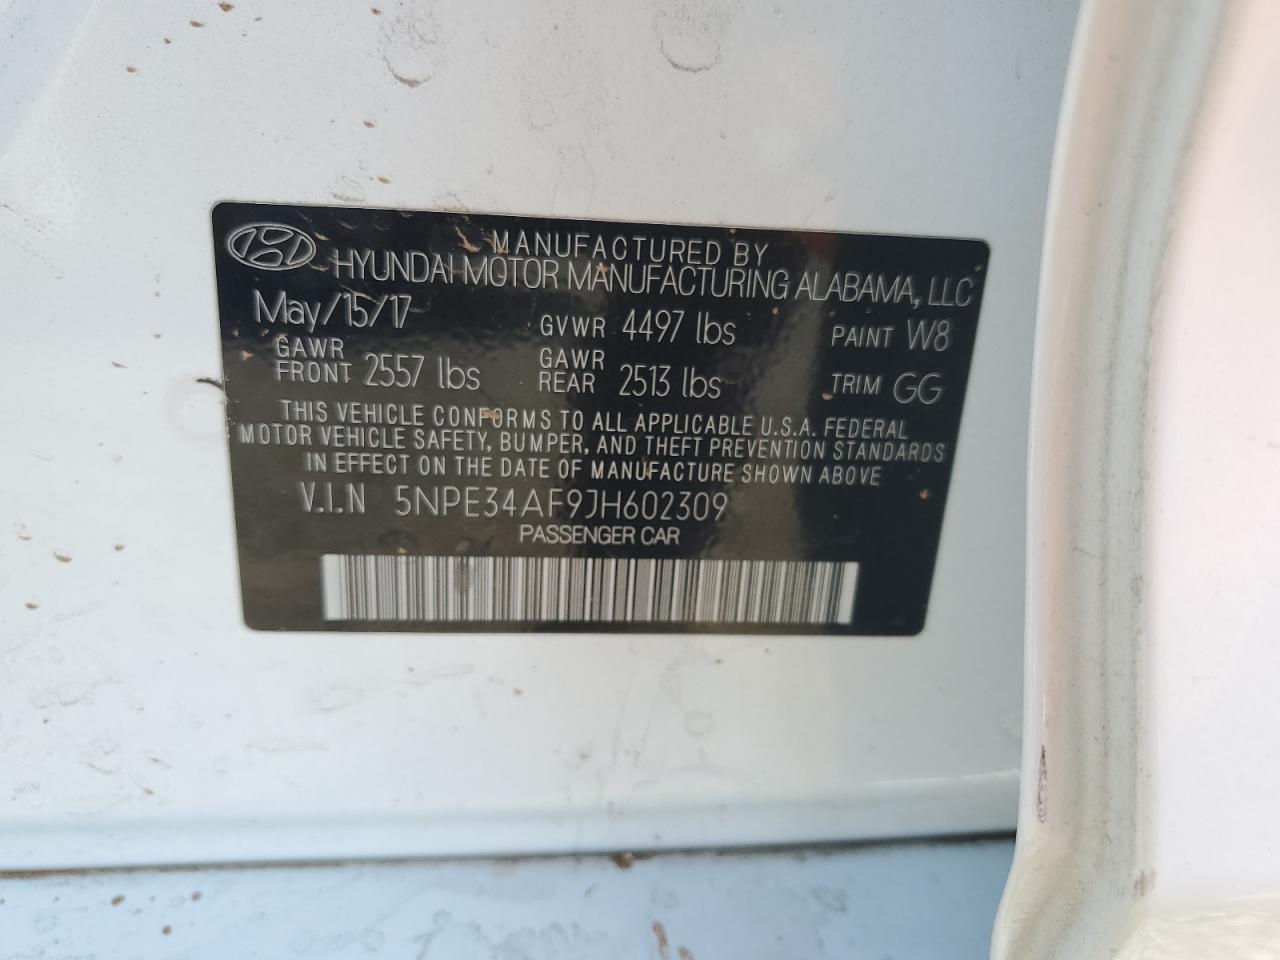 MANUFACTURED BY
HYUNDAI MOTOR MANUFACTURING ALABAMA, LLC
May/15/17 GVWR 4497 lbs PAINT W8
GAWR FRONT 2557 lbs GAWR REAR 2513 lbs TRIM GG
THIS VEHICLE CONFORMS TO ALL APPLICABLE U.S.A. FEDERAL
MOTOR VEHICLE SAFETY, BUMPER, AND THEFT PREVENTION STANDARDS
IN EFFECT ON THE DATE OF MANUFACTURE SHOWN ABOVE
V.I.N 5NPE34AF9JH602309
PASSENGER CAR